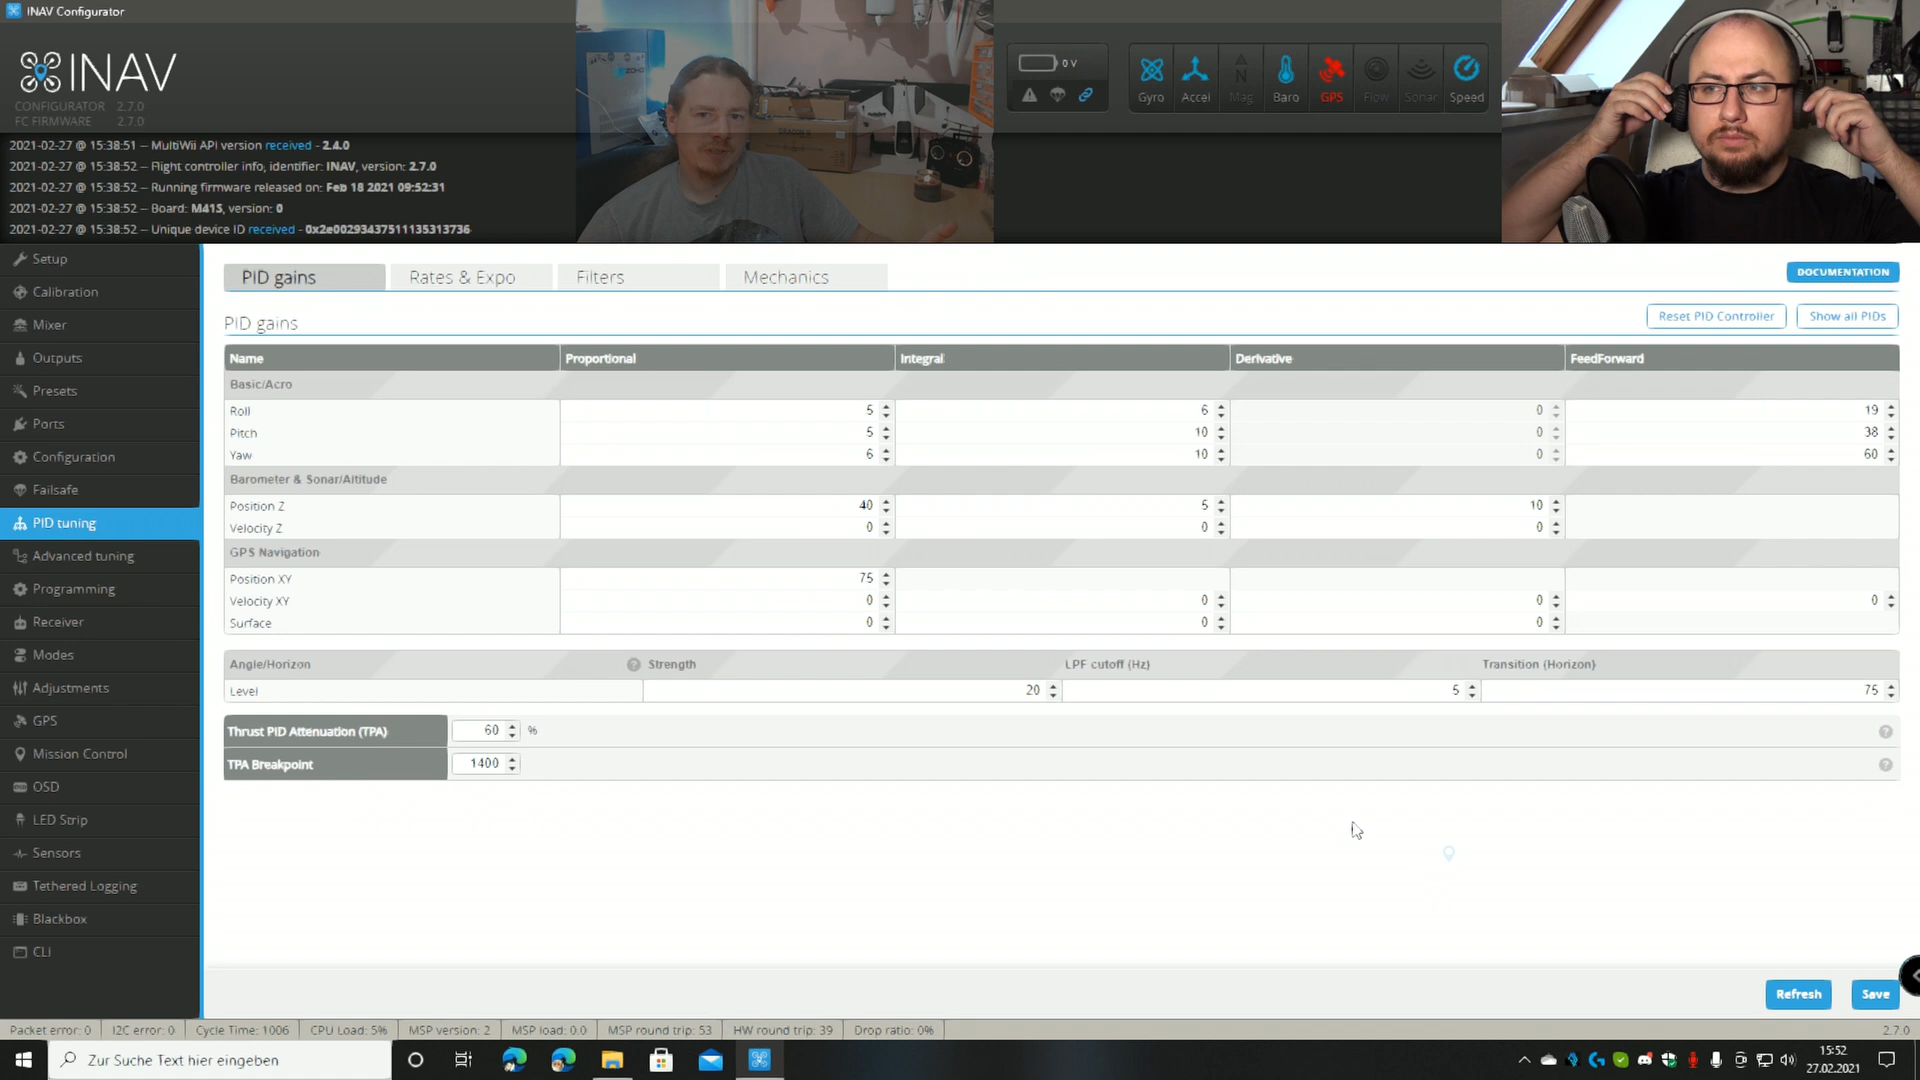 INAV Configurator
INAV
CONFIGURATOR 2.7.0
FC FIRMWARE 2.7.0
0 V
Gyro Accel Mag Baro GPS Flow Sonar Speed
2021-02-27 @ 15:38:51 -- MultiWii API version received - 2.4.0
2021-02-27 @ 15:38:52 -- Flight controller info, identifier: INAV, version: 2.7.0
2021-02-27 @ 15:38:52 -- Running firmware released on: Feb 18 2021 09:52:31
2021-02-27 @ 15:38:52 -- Board: M41S, version: 0
2021-02-27 @ 15:38:52 -- Unique device ID received - 0x2e00293437511135313736
Setup
Calibration
Mixer
Outputs
Presets
Ports
Configuration
Failsafe
PID tuning
Advanced tuning
Programming
Receiver
Modes
Adjustments
GPS
Mission Control
OSD
LED Strip
Sensors
Tethered Logging
Blackbox
CLI
PID gains Rates & Expo Filters Mechanics
DOCUMENTATION
PID gains
Reset PID Controller Show all PIDs
Name Proportional Integral Derivative FeedForward
Basic/Acro
Roll 5 6 0 19
Pitch 5 10 0 38
Yaw 6 10 0 60
Barometer & Sonar/Altitude
Position Z 40 5 10
Velocity Z 0 0 0
GPS Navigation
Position XY 75
Velocity XY 0 0 0 0
Surface 0 0 0
Angle/Horizon ? Strength LPF cutoff (Hz) Transition (Horizon)
Level 20 5 75
Thrust PID Attenuation (TPA) 60 % ?
TPA Breakpoint 1400 ?
Refresh Save
Packet error: 0 I2C error: 0 Cycle Time: 1006 CPU Load: 5% MSP version: 2 MSP load: 0.0 MSP round trip: 53 HW round trip: 39 Drop ratio: 0% 2.7.0
Zur Suche Text hier eingeben
15:52
27.02.2021